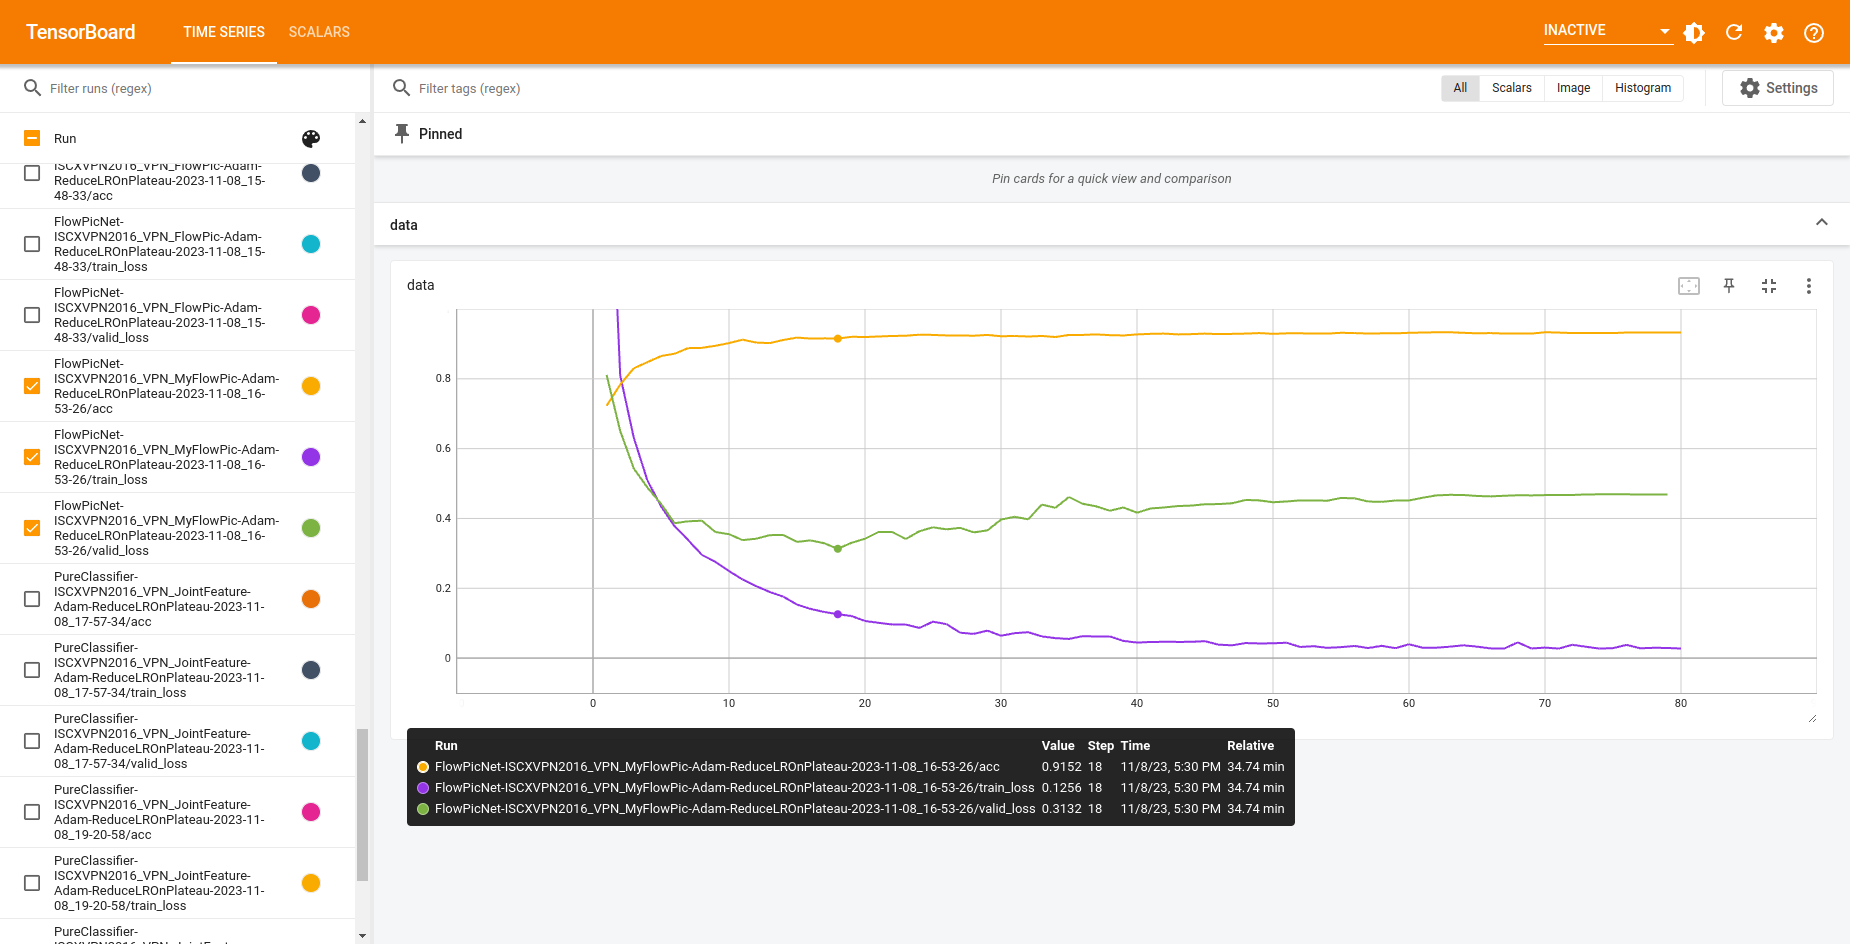 TensorBoard
TIME SERIES
SCALARS
INACTIVE
Filter runs (regex)
Filter tags (regex)
All
Scalars
Image
Histogram
Settings
Run
Pinned
Pin cards for a quick view and comparison
ISCXVPN2016_VPN_FlowPic-Adam-
ReduceLROnPlateau-2023-11-08_15-
48-33/acc
FlowPicNet-
ISCXVPN2016_VPN_FlowPic-Adam-
ReduceLROnPlateau-2023-11-08_15-
48-33/train_loss
FlowPicNet-
ISCXVPN2016_VPN_FlowPic-Adam-
ReduceLROnPlateau-2023-11-08_15-
48-33/valid_loss
FlowPicNet-
ISCXVPN2016_VPN_MyFlowPic-Adam-
ReduceLROnPlateau-2023-11-08_16-
53-26/acc
FlowPicNet-
ISCXVPN2016_VPN_MyFlowPic-Adam-
ReduceLROnPlateau-2023-11-08_16-
53-26/train_loss
FlowPicNet-
ISCXVPN2016_VPN_MyFlowPic-Adam-
ReduceLROnPlateau-2023-11-08_16-
53-26/valid_loss
PureClassifier-
ISCXVPN2016_VPN_JointFeature-
Adam-ReduceLROnPlateau-2023-11-
08_17-57-34/acc
PureClassifier-
ISCXVPN2016_VPN_JointFeature-
Adam-ReduceLROnPlateau-2023-11-
08_17-57-34/train_loss
PureClassifier-
ISCXVPN2016_VPN_JointFeature-
Adam-ReduceLROnPlateau-2023-11-
08_17-57-34/valid_loss
PureClassifier-
ISCXVPN2016_VPN_JointFeature-
Adam-ReduceLROnPlateau-2023-11-
08_19-20-58/acc
PureClassifier-
ISCXVPN2016_VPN_JointFeature-
Adam-ReduceLROnPlateau-2023-11-
08_19-20-58/train_loss
PureClassifier-
data
data
0.8
0.6
0.4
0.2
0
0 10 20 30 40 50 60 70 80
Run Value Step Time Relative
FlowPicNet-ISCXVPN2016_VPN_MyFlowPic-Adam-ReduceLROnPlateau-2023-11-08_16-53-26/acc 0.9152 18 11/8/23, 5:30 PM 34.74 min
FlowPicNet-ISCXVPN2016_VPN_MyFlowPic-Adam-ReduceLROnPlateau-2023-11-08_16-53-26/train_loss 0.1256 18 11/8/23, 5:30 PM 34.74 min
FlowPicNet-ISCXVPN2016_VPN_MyFlowPic-Adam-ReduceLROnPlateau-2023-11-08_16-53-26/valid_loss 0.3132 18 11/8/23, 5:30 PM 34.74 min